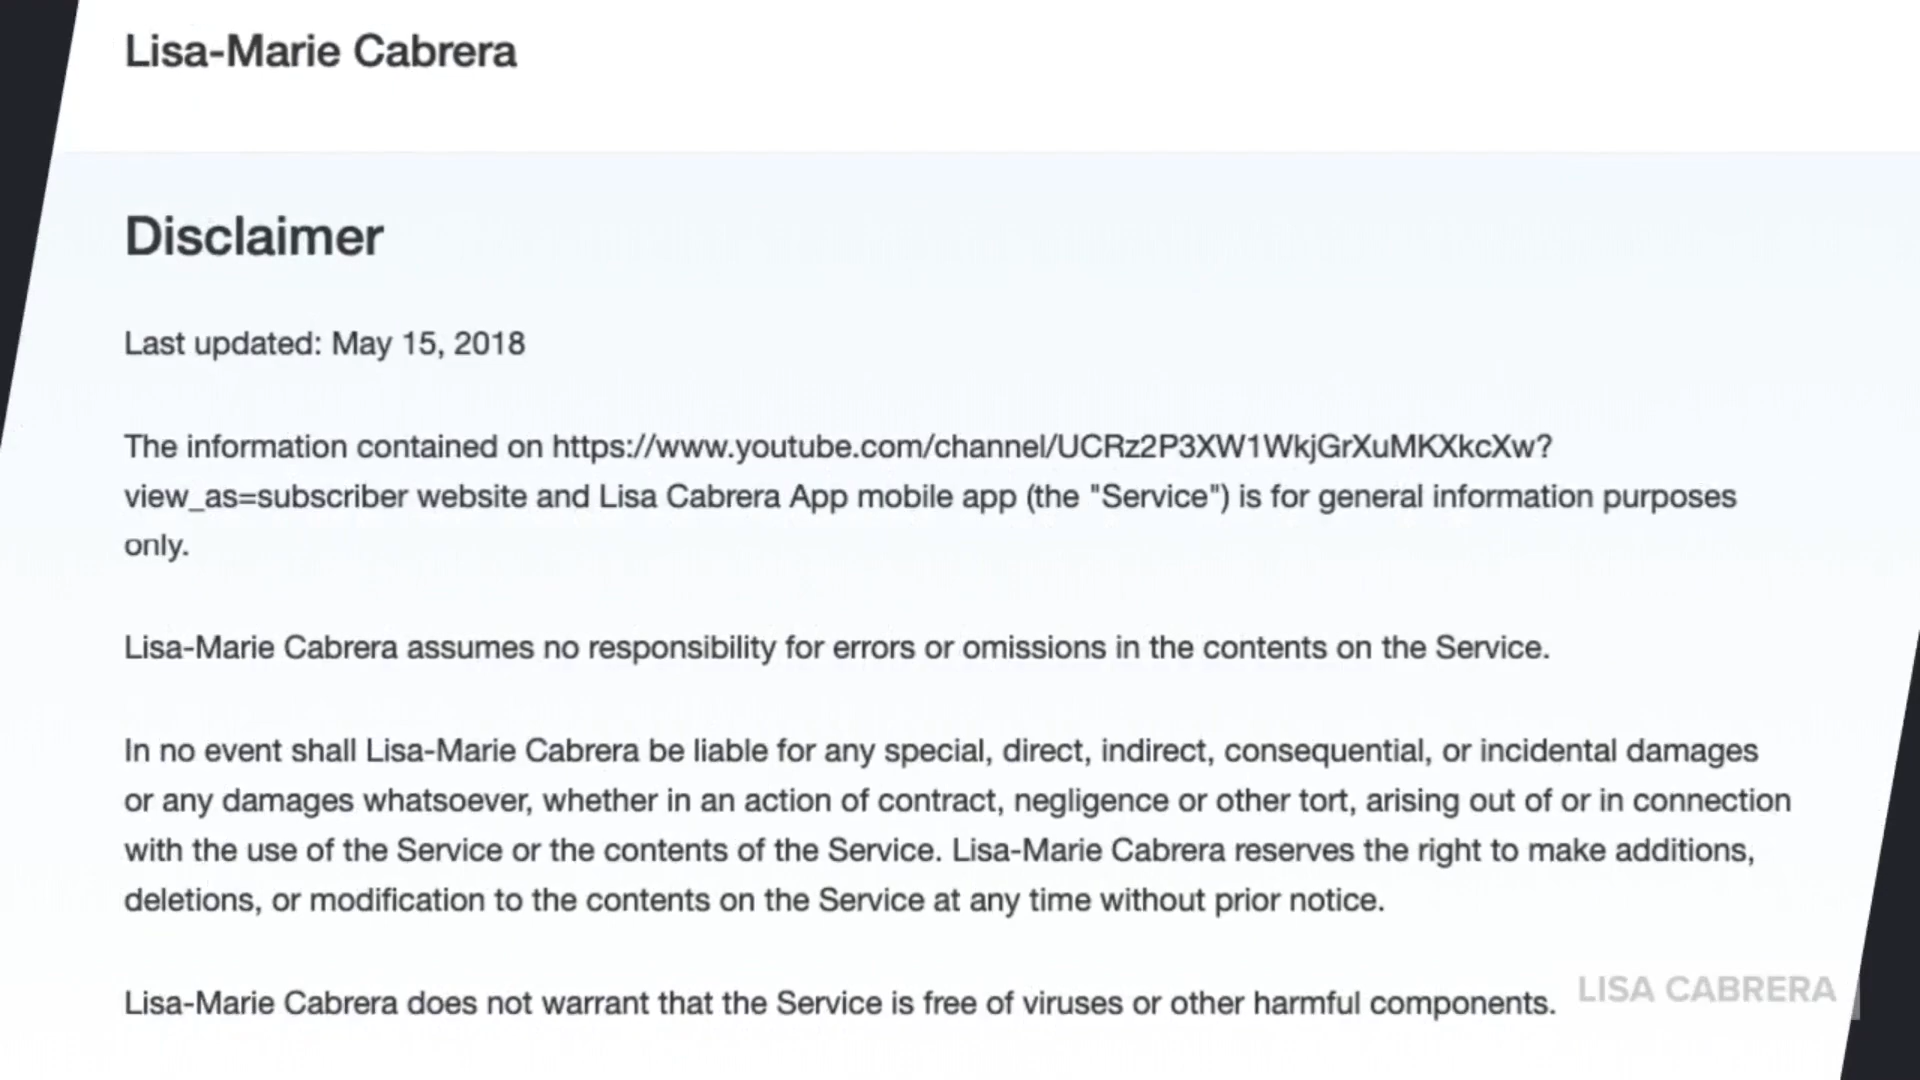 Lisa-Marie Cabrera
Disclaimer
Last updated: May 15, 2018
The information contained on https://www.youtube.com/channel/UCRz2P3XW1WkjGrXuMKXkcXw?
view_as=subscriber website and Lisa Cabrera App mobile app (the "Service") is for general information purposes
only.
Lisa-Marie Cabrera assumes no responsibility for errors or omissions in the contents on the Service.
In no event shall Lisa-Marie Cabrera be liable for any special, direct, indirect, consequential, or incidental damages
or any damages whatsoever, whether in an action of contract, negligence or other tort, arising out of or in connection
with the use of the Service or the contents of the Service. Lisa-Marie Cabrera reserves the right to make additions,
deletions, or modification to the contents on the Service at any time without prior notice.
Lisa-Marie Cabrera does not warrant that the Service is free of viruses or other harmful components.
LISA CABRERA